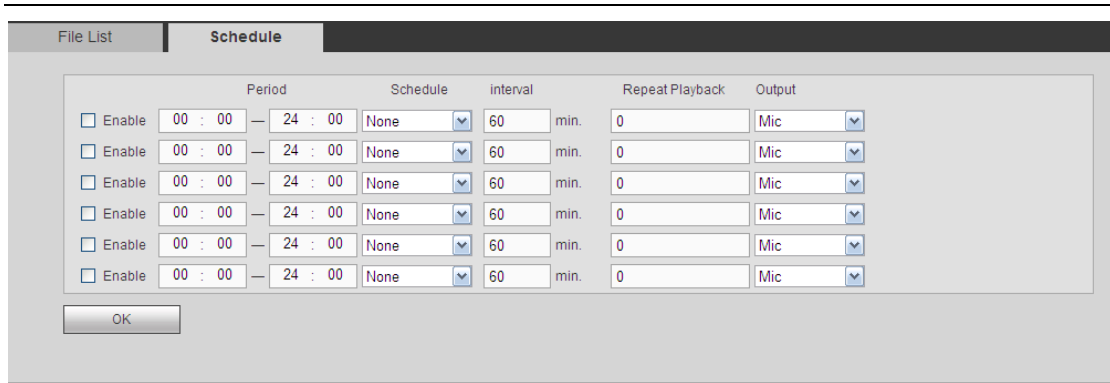 File List Schedule
Period Schedule interval Repeat Playback Output
Enable 00 : 00 — 24 : 00 None 60 min. 0 Mic
Enable 00 : 00 — 24 : 00 None 60 min. 0 Mic
Enable 00 : 00 — 24 : 00 None 60 min. 0 Mic
Enable 00 : 00 — 24 : 00 None 60 min. 0 Mic
Enable 00 : 00 — 24 : 00 None 60 min. 0 Mic
Enable 00 : 00 — 24 : 00 None 60 min. 0 Mic
OK